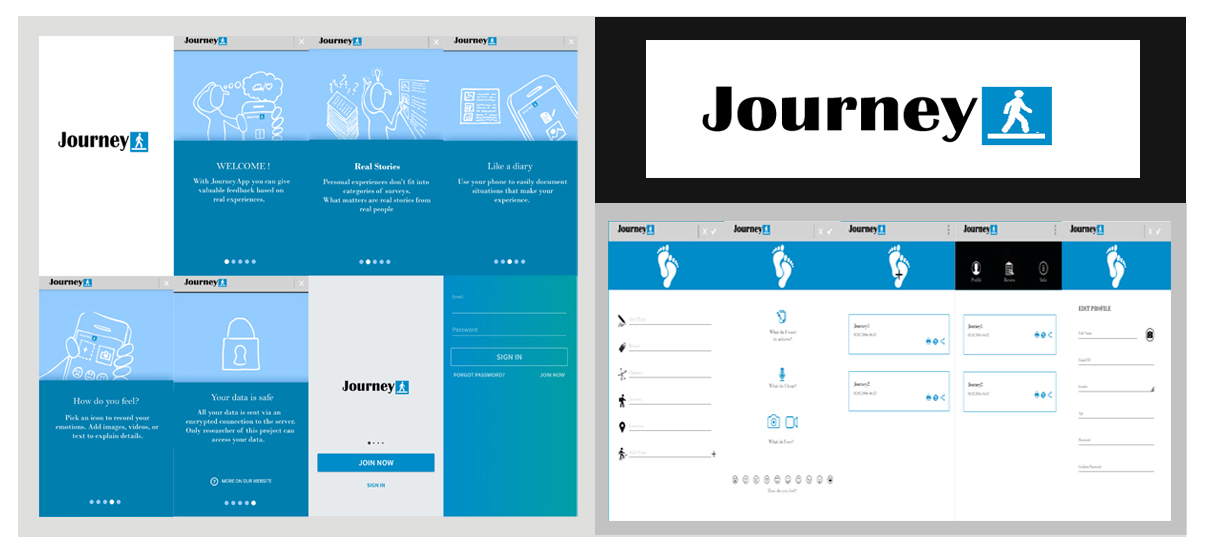 Journey
Journey
X
WELCOME !
With Journey App you can give
valuable feedback based on
real experiences.
Journey
X
Real Stories
Personal experiences don't fit into
categories of surveys.
What matters are real stories from
real people
Journey
X
Like a diary
Use your phone to easily document
situations that make your
experience.
Journey
X
How do you feel?
Pick an icon to record your
emotions. Add images, videos, or
text to explain details.
Journey
X
Your data is safe
All your data is sent via an
encrypted connection to the server.
Only researcher of this project can
access your data.
? MORE ON OUR WEBSITE
Journey
JOIN NOW
SIGN IN
Email
Password
SIGN IN
FORGOT PASSWORD?
JOIN NOW
Journey
Journey
X
Journey
X
What do I want
to achieve?
What do I hear?
What do I see?
How do you feel?
Journey
Journey1
Journey2
Journey
Profile
Review
Info
Journey1
Journey2
Journey
X
EDIT PROFILE
Full Name
Email ID
Gender
Age
Password
Confirm Password